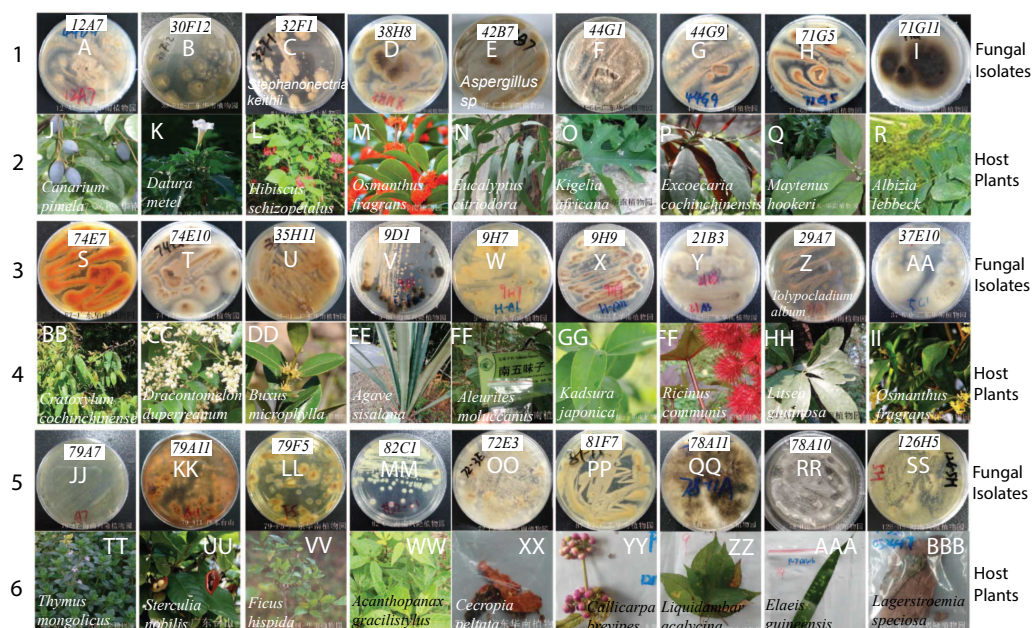 12A7 30F12 32F1 38H8 42B7 44G1 44G9 71G5 71G11
1 A B C D E F G H I Fungal
Isolates
Stephanonectria
keithii
Aspergillus
sp
2 J K L M N O P Q R Host
Plants
Canarium
pimela
Datura
metel
Hibiscus
schizopetalus
Osmanthus
fragrans
Eucalyptus
citriodora
Kigelia
africana
Excoecaria
cochinchinensis
Maytenus
hookeri
Albizia
lebbeck
74E7 74E10 35H11 9D1 9H7 9H9 21B3 29A7 37E10
3 S T U V W X Y Z AA Fungal
Isolates
Tolypocladium
album
4 BB CC DD EE FF GG FF HH II Host
Plants
南五味子
Cratoxylum
cochinchinense
Dracontomelon
duperreanum
Buxus
microphylla
Agave
sisalana
Aleurites
moluccanus
Kadsura
japonica
Ricinus
communis
Litsea
glutinosa
Osmanthus
fragrans
79A7 79A11 79F5 82C1 72E3 81F7 78A11 78A10 126H5
5 JJ KK LL MM OO PP QQ RR SS Fungal
Isolates
6 TT UU VV WW XX YY ZZ AAA BBB Host
Plants
Thymus
mongolicus
Sterculia
nobilis
Ficus
hispida
Acanthopanax
gracilistylus
Cecropia
peltata
Callicarpa
brevipes
Liquidambar
acalycina
Elaeis
guineensis
Lagerstroemia
speciosa